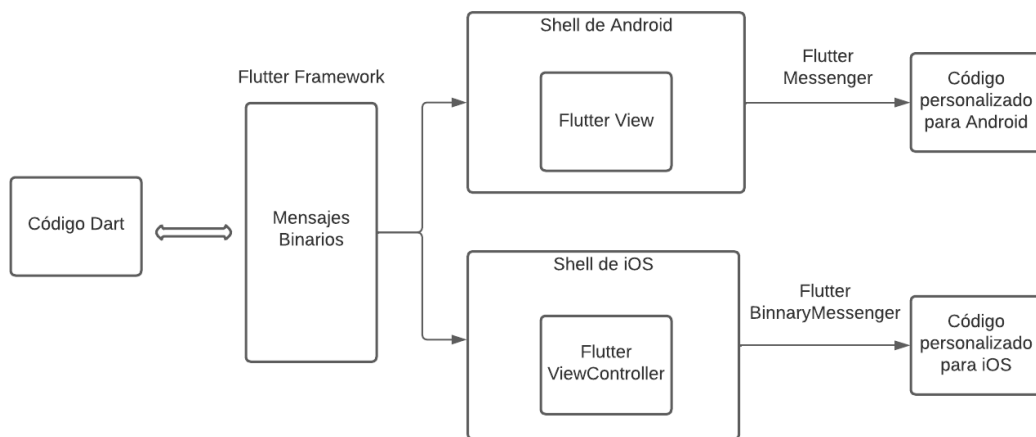 Shell de Android
Flutter
Messenger
Flutter Framework
Flutter View
Código
personalizado
para Android
Código Dart
Mensajes
Binarios
Shell de iOS
Flutter
BinnaryMessenger
Flutter
ViewController
Código
personalizado
para iOS